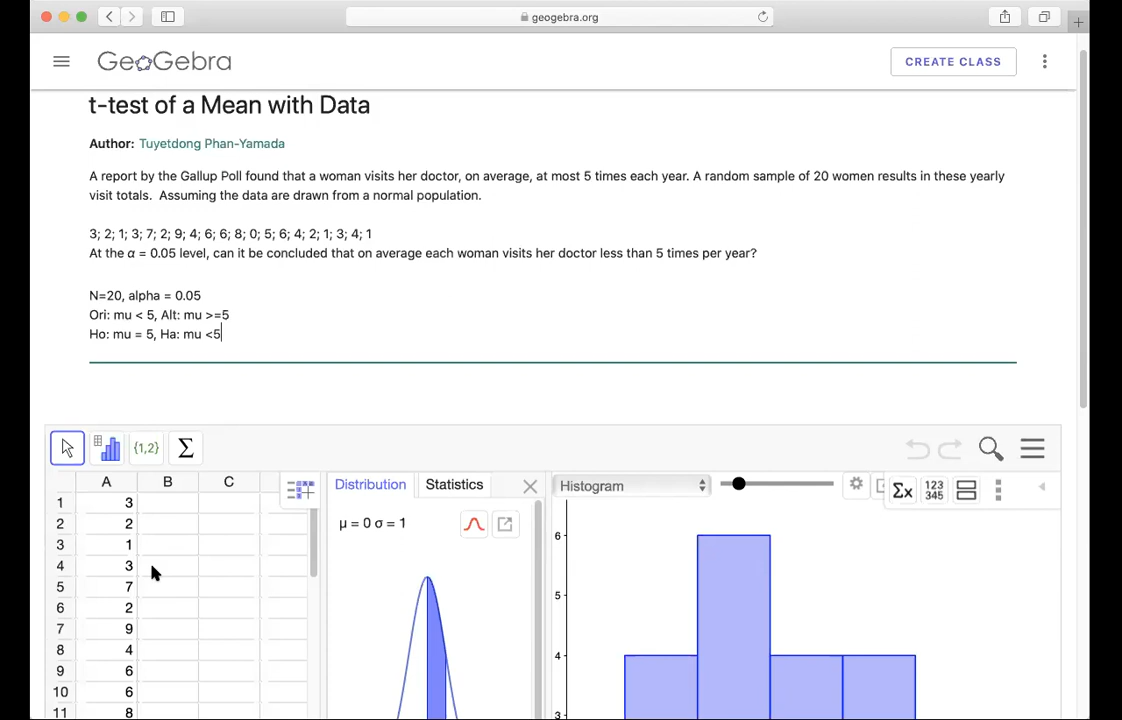 geogebra.org
GeoGebra
CREATE CLASS
t-test of a Mean with Data
Author: Tuyetdong Phan-Yamada
A report by the Gallup Poll found that a woman visits her doctor, on average, at most 5 times each year. A random sample of 20 women results in these yearly
visit totals. Assuming the data are drawn from a normal population.
3; 2; 1; 3; 7; 2; 9; 4; 6; 6; 8; 0; 5; 6; 4; 2; 1; 3; 4; 1
At the α = 0.05 level, can it be concluded that on average each woman visits her doctor less than 5 times per year?
N=20, alpha = 0.05
Ori: mu < 5, Alt: mu >=5
Ho: mu = 5, Ha: mu <5
{1,2} Σ
A B C
Distribution Statistics
Histogram
Σx 123 345
1 3
2 2
3 1
4 3
5 7
6 2
7 9
8 4
9 6
10 6
11 8
μ = 0 σ = 1
6
5
4
3